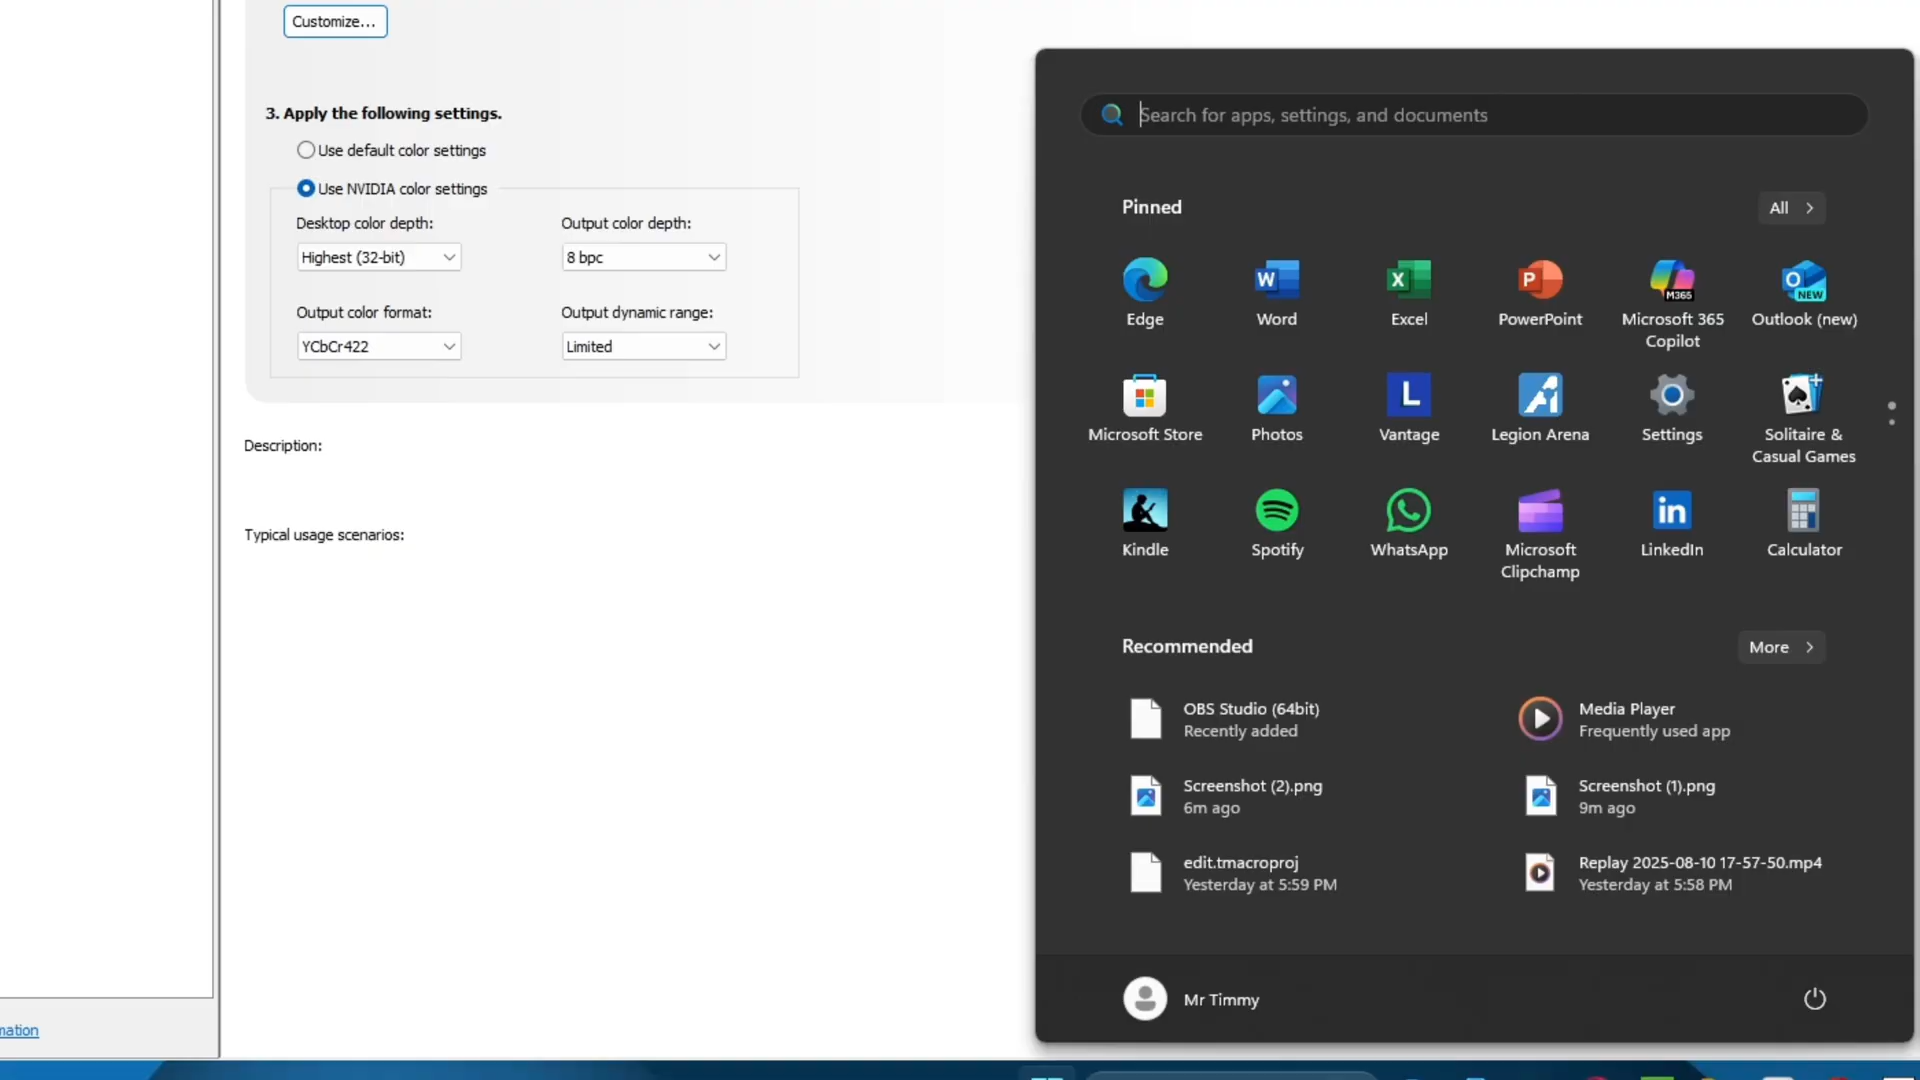 Customize...
3. Apply the following settings.
Use default color settings
Use NVIDIA color settings
Desktop color depth:
Output color depth:
Highest (32-bit)
8 bpc
Output color format:
Output dynamic range:
YCbCr422
Limited
Description:
Typical usage scenarios:
mation
Search for apps, settings, and documents
Pinned
All
Edge
Word
Excel
PowerPoint
Microsoft 365
Copilot
Outlook (new)
W
X
P
M365
O
NEW
Microsoft Store
Photos
Vantage
Legion Arena
Settings
Solitaire &
Casual Games
L
Kindle
Spotify
WhatsApp
Microsoft
Clipchamp
LinkedIn
Calculator
in
Recommended
More
OBS Studio (64bit)
Recently added
Media Player
Frequently used app
Screenshot (2).png
6m ago
Screenshot (1).png
9m ago
edit.tmacroproj
Yesterday at 5:59 PM
Replay 2025-08-10 17-57-50.mp4
Yesterday at 5:58 PM
Mr Timmy